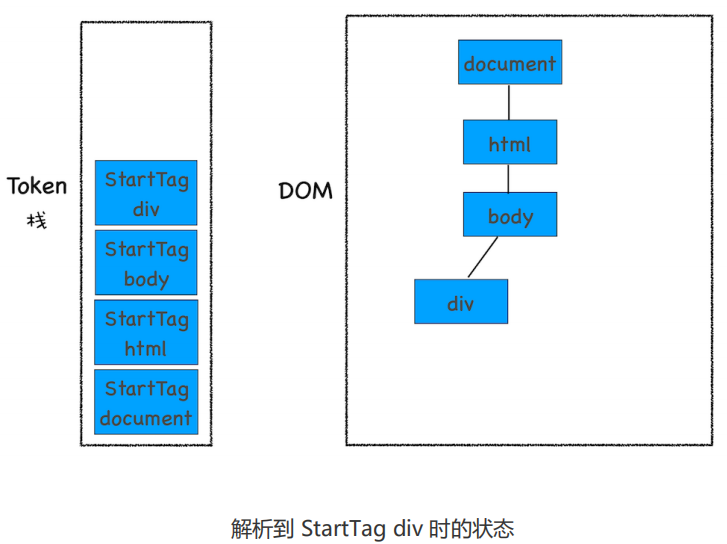 Token
栈
StartTag
div
StartTag
body
StartTag
html
StartTag
document
DOM
document
html
body
div
解析到 StartTag div 时的状态